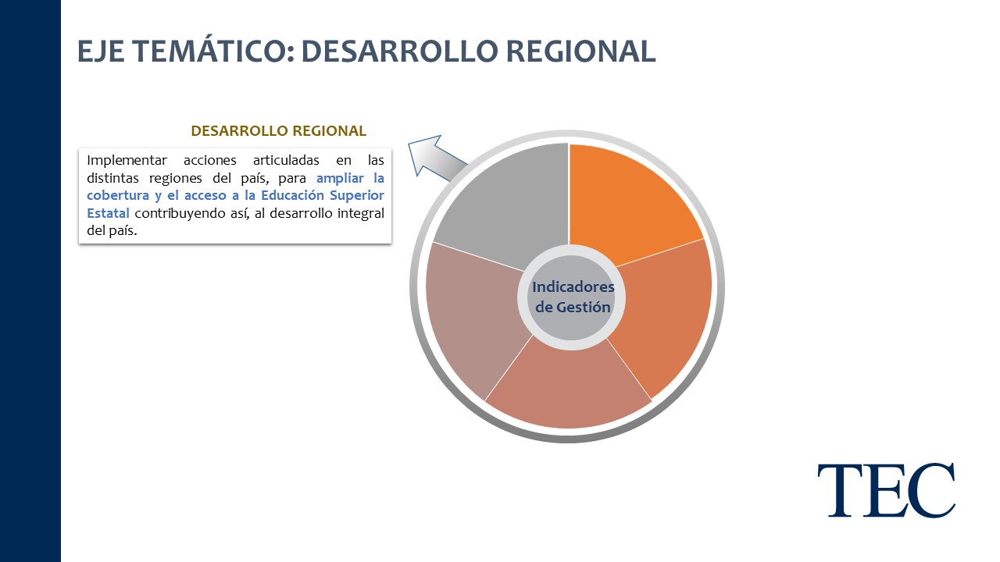 EJE TEMÁTICO: DESARROLLO REGIONAL
DESARROLLO REGIONAL
Implementar acciones articuladas en las
distintas regiones del país, para ampliar la
cobertura y el acceso a la Educación Superior
Estatal contribuyendo así, al desarrollo integral
del país.
Indicadores
de Gestión
TEC